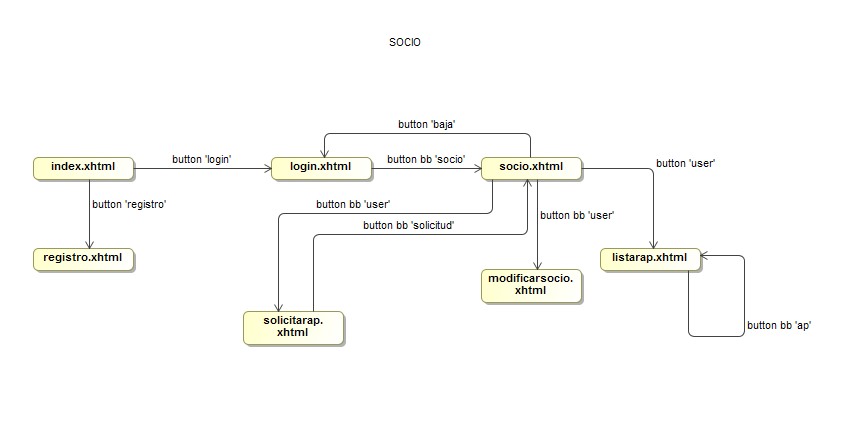 SOCIO
button 'baja'
index.xhtml
button 'login'
login.xhtml
button bb 'socio'
socio.xhtml
button 'user'
button 'registro'
button bb 'user'
button bb 'solicitud'
button bb 'user'
registro.xhtml
listarap.xhtml
modificarsocio.
xhtml
solicitarap.
xhtml
button bb 'ap'